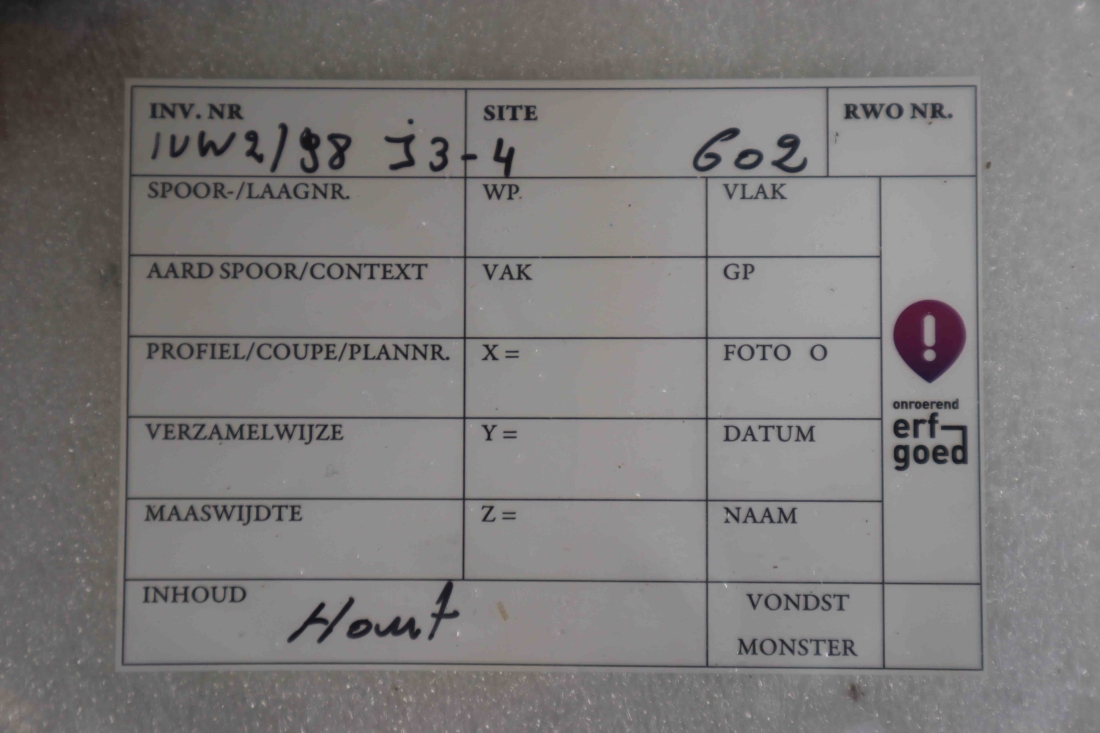 INV. NR SITE RWO NR.
IVW2/98 J3-4 602
SPOOR-/LAAGNR. WP. VLAK
AARD SPOOR/CONTEXT VAK GP
PROFIEL/COUPE/PLANNR. X = FOTO O
onroerend
erf
goed
VERZAMELWIJZE Y = DATUM
MAASWIJDTE Z = NAAM
INHOUD Hout
VONDST
MONSTER